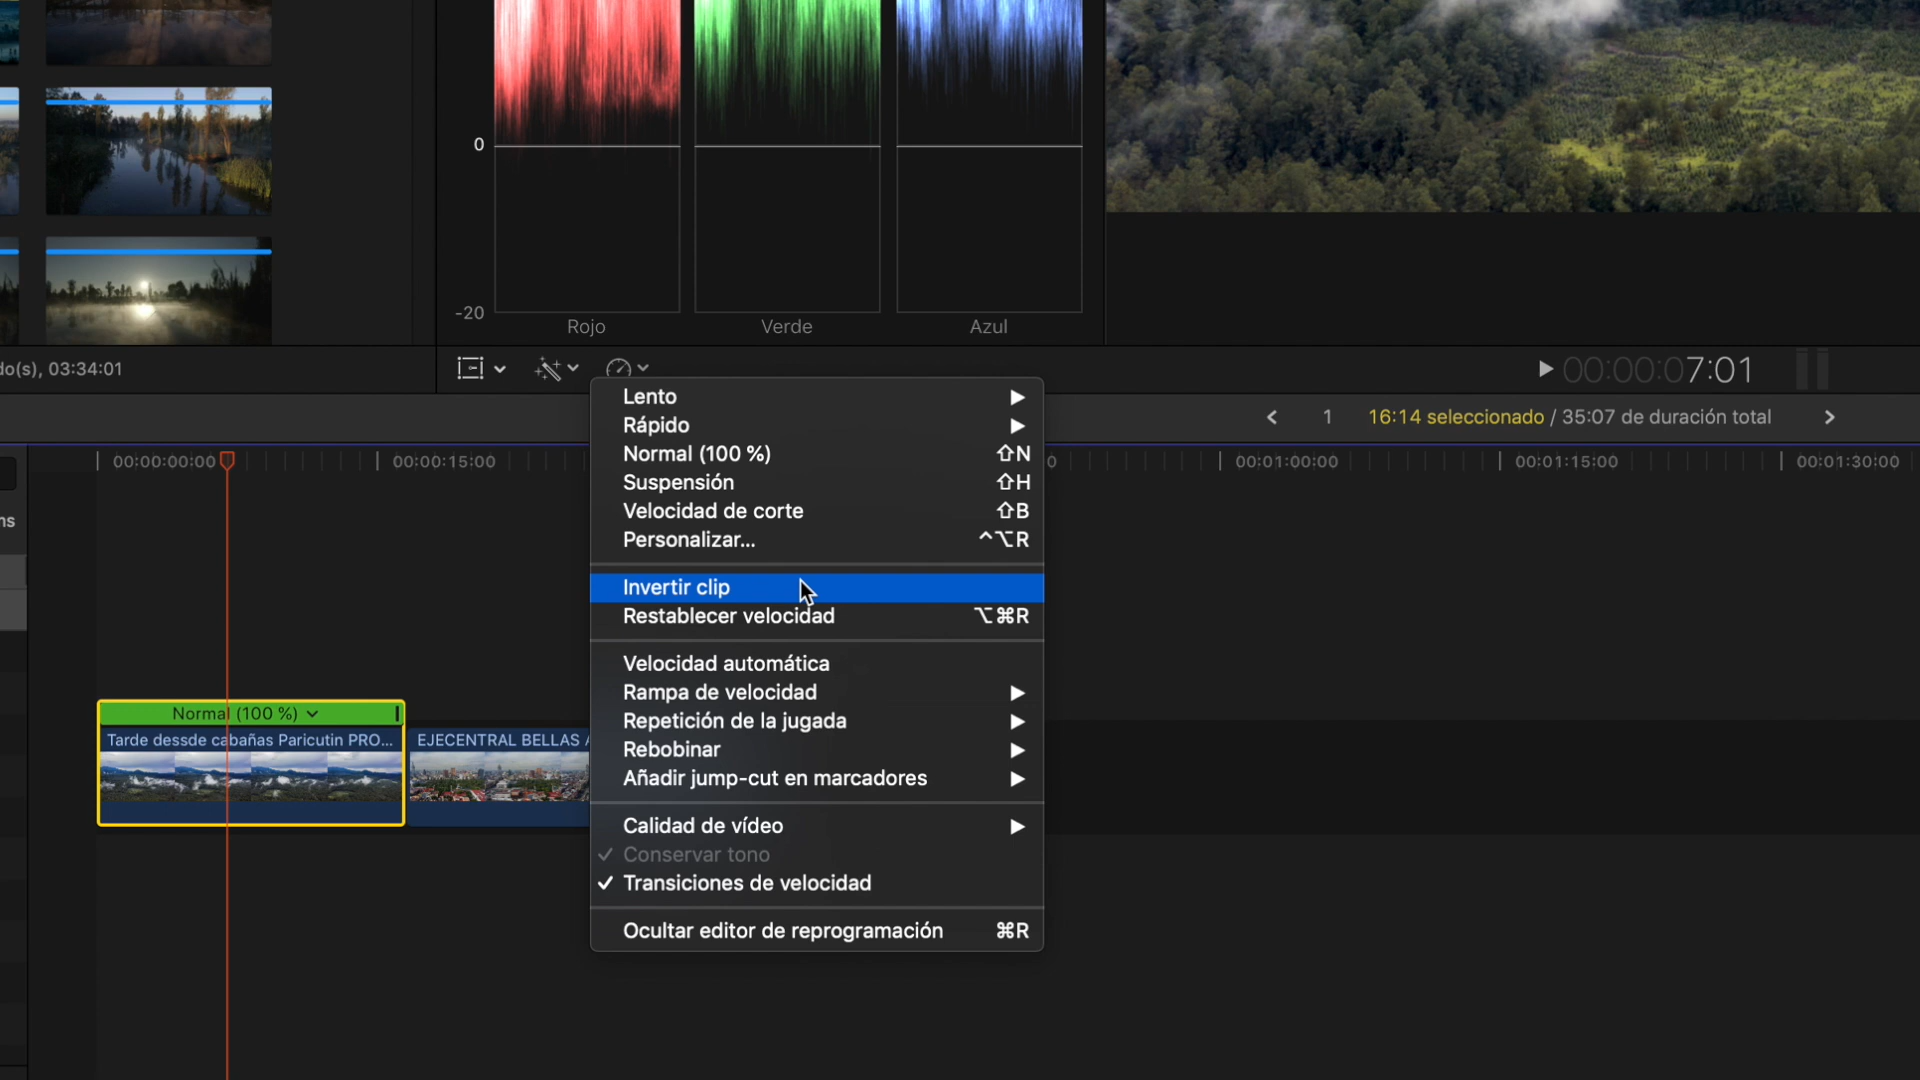 0
-20
Rojo
Verde
Azul
do(s), 03:34:01
00:00:00:07:01
1
16:14 seleccionado / 35:07 de duración total
00:00:00:00
00:00:15:00
0
00:01:00:00
00:01:15:00
00:01:30:00
ns
Lento
Rápido
Normal (100 %) ⇧N
Suspensión ⇧H
Velocidad de corte ⇧B
Personalizar... ^⌥R
Invertir clip
Restablecer velocidad ⌥⌘R
Velocidad automática
Rampa de velocidad
Repetición de la jugada
Rebobinar
Añadir jump-cut en marcadores
Calidad de vídeo
✓ Conservar tono
✓ Transiciones de velocidad
Ocultar editor de reprogramación ⌘R
Normal (100 %)
Tarde dessde cabañas Paricutin PRO...
EJECENTRAL BELLAS